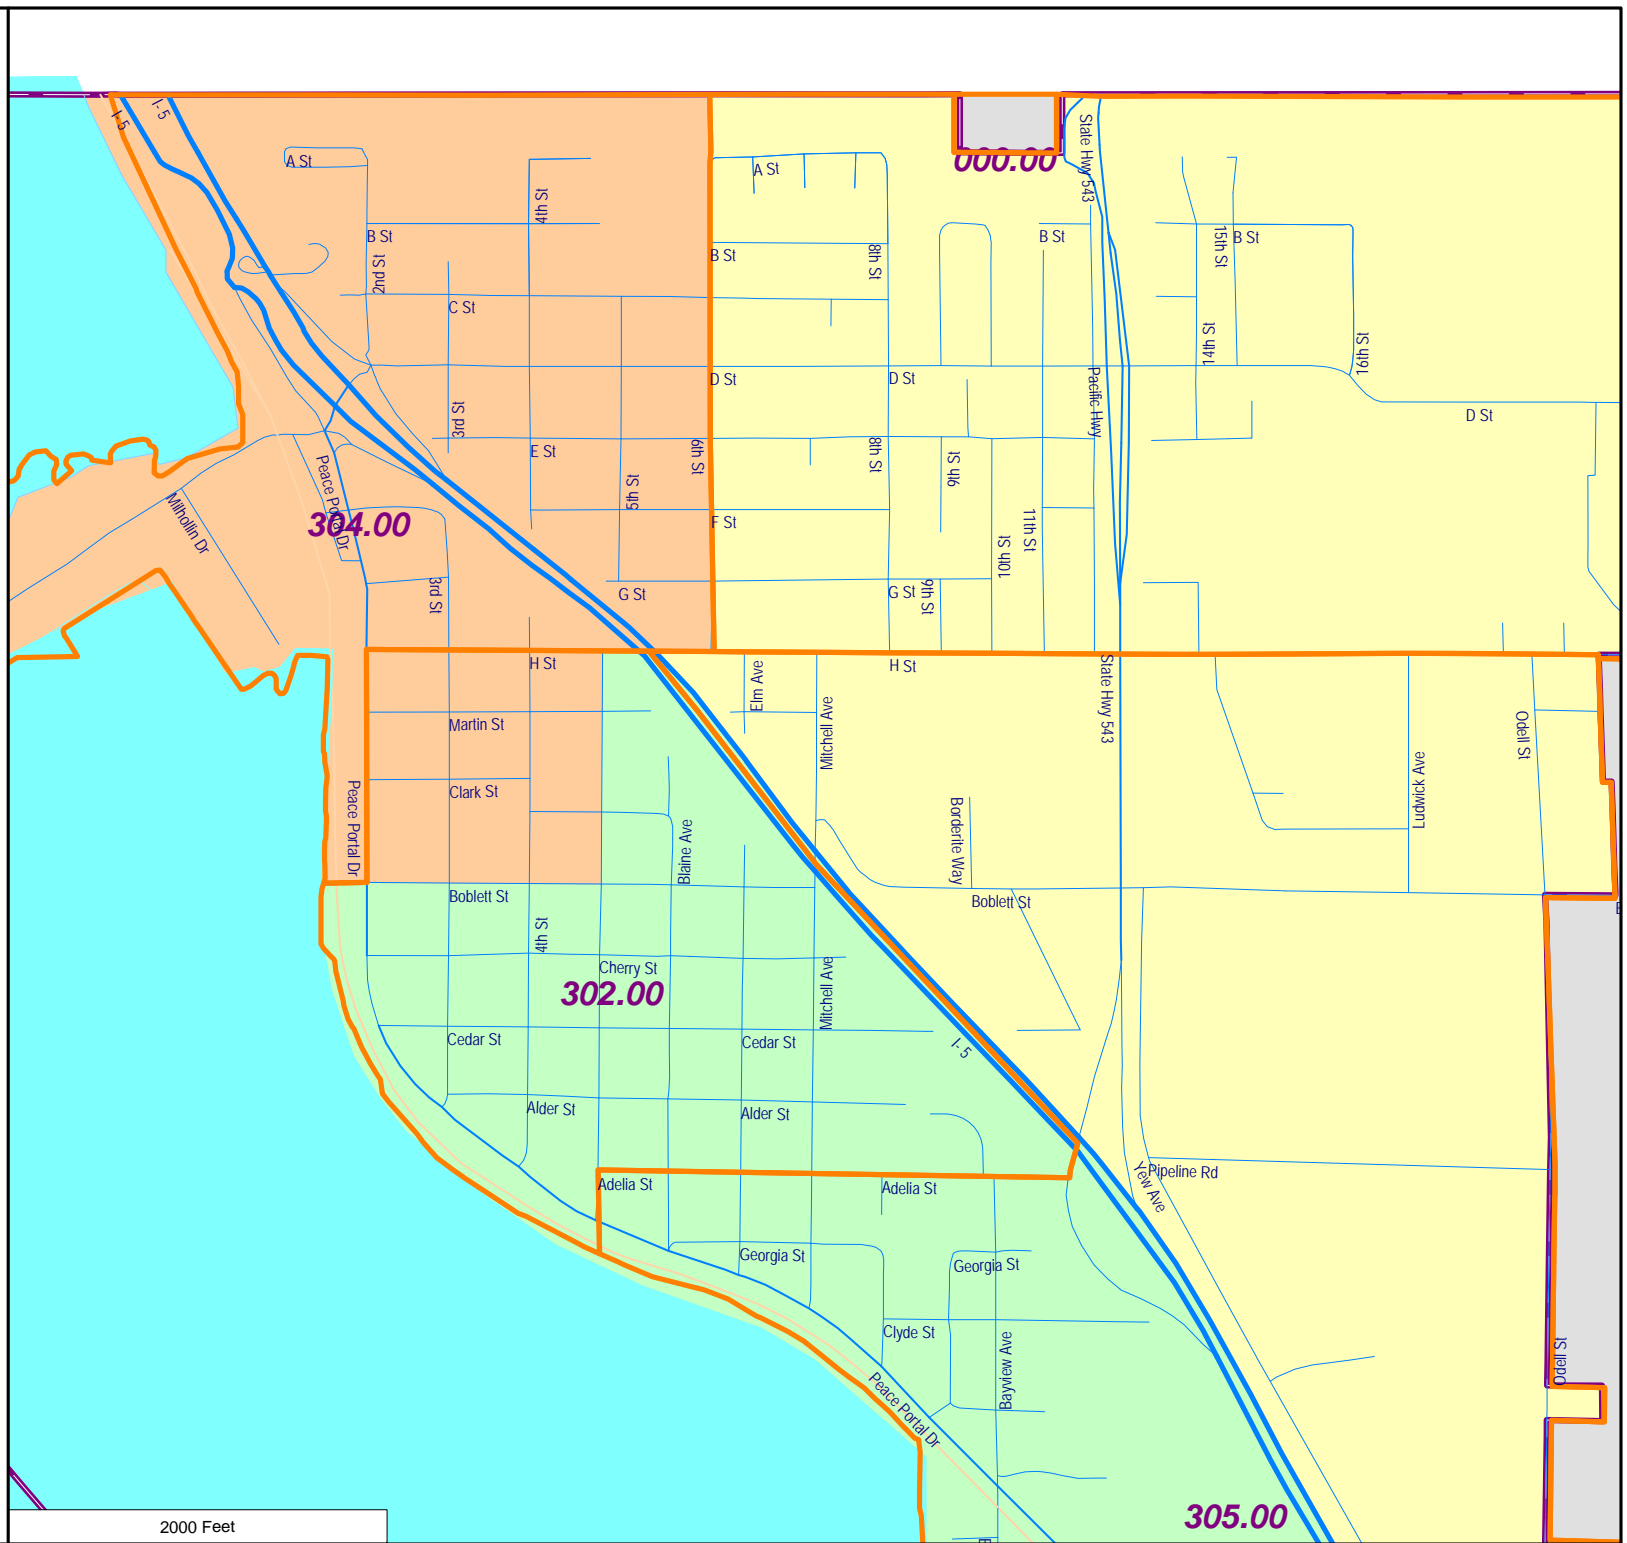 I- 5
I- 5
A St
4th St
A St
000.00
State Hwy 543
B St
2nd St
B St
8th St
B St
15th St
B St
C St
14th St
16th St
D St
D St
Pacific Hwy
D St
3rd St
E St
6th St
8th St
9th St
Peace Portal Dr
5th St
Milhollin Dr
304.00
F St
11th St
10th St
3rd St
G St
G St
9th St
H St
Elm Ave
H St
State Hwy 543
Martin St
Mitchell Ave
Odell St
Clark St
Peace Portal Dr
Blaine Ave
Borderite Way
Ludwick Ave
Boblett St
Boblett St
4th St
Cherry St
302.00
Mitchell Ave
Cedar St
Cedar St
I- 5
Alder St
Alder St
Adelia St
Adelia St
Yew Ave
Pipeline Rd
Georgia St
Georgia St
Clyde St
Bayview Ave
Odell St
Peace Portal Dr
305.00
2000 Feet